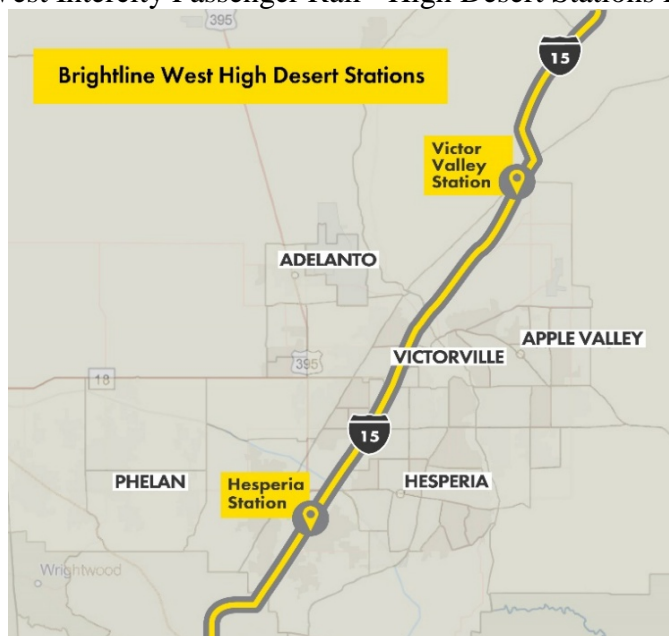 West Intercity Passenger Rail - High Desert Stations
395
15
Brightline West High Desert Stations
Victor
Valley
Station
ADELANTO
APPLE VALLEY
VICTORVILLE
395
18
15
PHELAN
Hesperia
Station
HESPERIA
Wrightwood